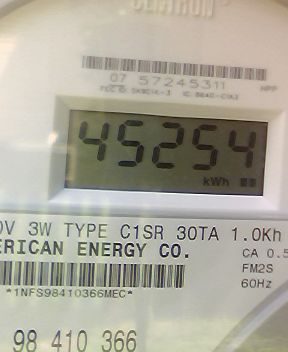 CENTRON
07 57245311
45254
kWh
0V 3W TYPE C1SR 30TA 1.0Kh
ERICAN ENERGY CO.
CA 0.5
FM2S
60Hz
*1NFS98410366MEC*
98 410 366